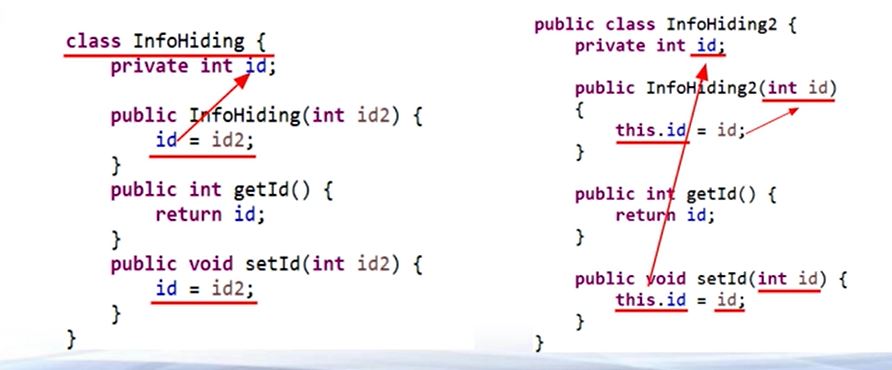 class InfoHiding {
private int id;
public InfoHiding(int id2) {
id = id2;
}
public int getId() {
return id;
}
public void setId(int id2) {
id = id2;
}
}
public class InfoHiding2 {
private int id;
public InfoHiding2(int id)
{
this.id = id;
}
public int getId() {
return id;
}
public void setId(int id) {
this.id = id;
}
}